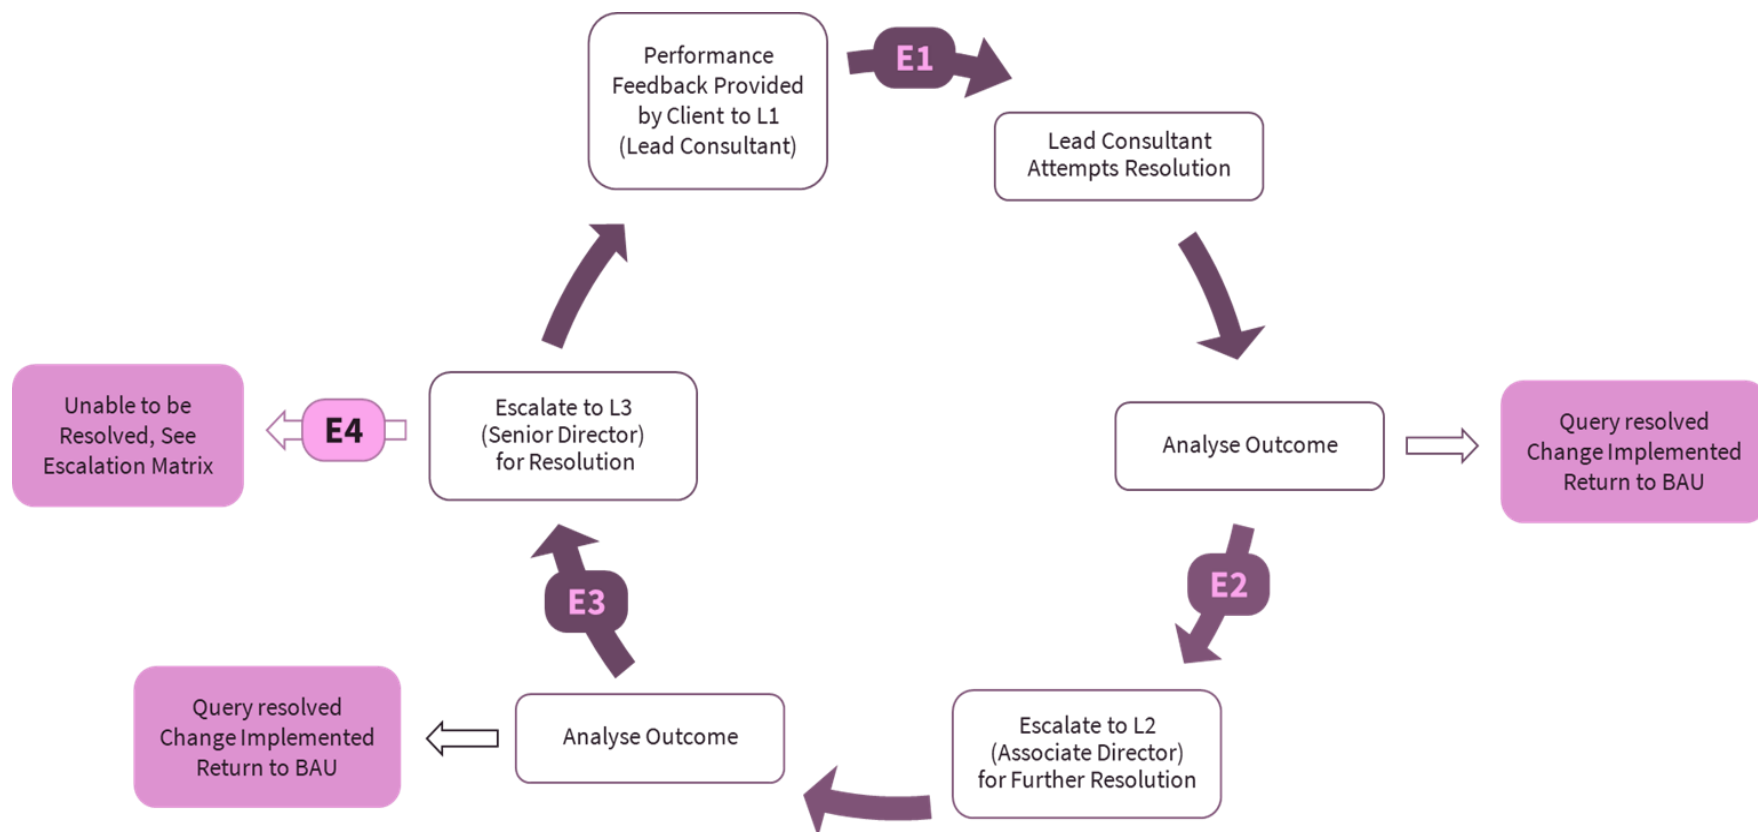 Performance
Feedback Provided
by Client to L1
(Lead Consultant)
E1
Lead Consultant
Attempts Resolution
Analyse Outcome
Query resolved
Change Implemented
Return to BAU
E2
Escalate to L2
(Associate Director)
for Further Resolution
Analyse Outcome
Query resolved
Change Implemented
Return to BAU
E3
Escalate to L3
(Senior Director)
for Resolution
E4
Unable to be
Resolved, See
Escalation Matrix